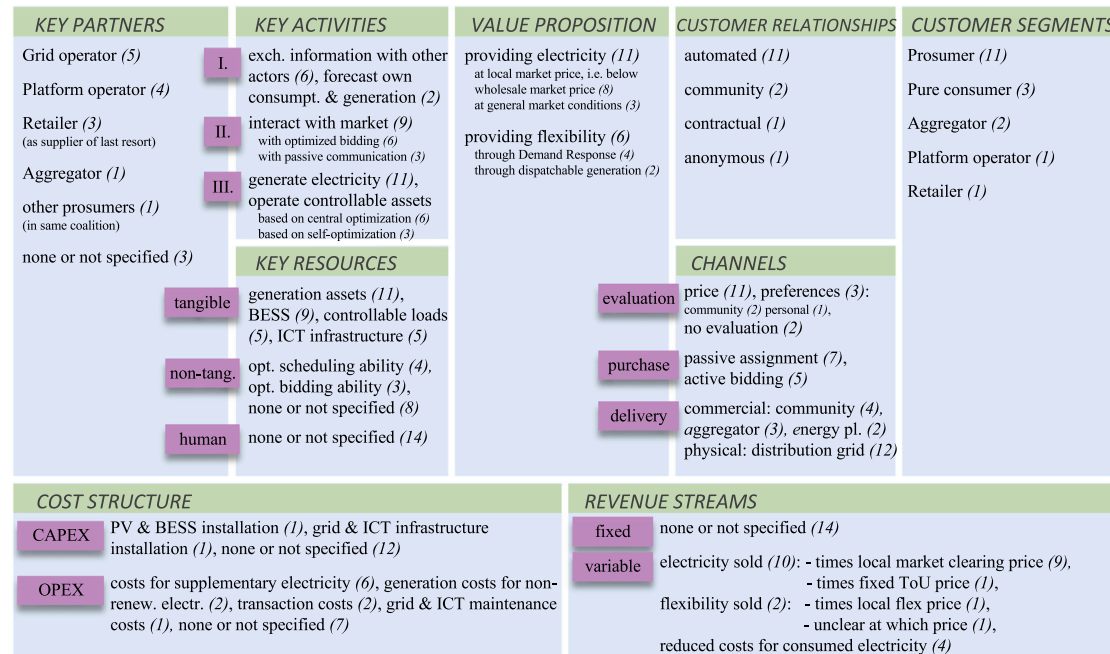 KEY PARTNERS
Grid operator (5)
Platform operator (4)
Retailer (3)
(as supplier of last resort)
Aggregator (1)
other prosumers (1)
(in same coalition)
none or not specified (3)
KEY ACTIVITIES
I.
exch. information with other
actors (6), forecast own
consumpt. & generation (2)
II.
interact with market (9)
with optimized bidding (6)
with passive communication (3)
III.
generate electricity (11),
operate controllable assets
based on central optimization (6)
based on self-optimization (3)
KEY RESOURCES
tangible
generation assets (11),
BESS (9), controllable loads
(5), ICT infrastructure (5)
non-tang.
opt. scheduling ability (4),
opt. bidding ability (3),
none or not specified (8)
human
none or not specified (14)
VALUE PROPOSITION
providing electricity (11)
at local market price, i.e. below
wholesale market price (8)
at general market conditions (3)
providing flexibility (6)
through Demand Response (4)
through dispatchable generation (2)
CUSTOMER RELATIONSHIPS
automated (11)
community (2)
contractual (1)
anonymous (1)
CHANNELS
evaluation
price (11), preferences (3):
community (2) personal (1),
no evaluation (2)
purchase
passive assignment (7),
active bidding (5)
delivery
commercial: community (4),
aggregator (3), energy pl. (2)
physical: distribution grid (12)
CUSTOMER SEGMENTS
Prosumer (11)
Pure consumer (3)
Aggregator (2)
Platform operator (1)
Retailer (1)
COST STRUCTURE
CAPEX
PV & BESS installation (1), grid & ICT infrastructure
installation (1), none or not specified (12)
OPEX
costs for supplementary electricity (6), generation costs for non-
renew. electr. (2), transaction costs (2), grid & ICT maintenance
costs (1), none or not specified (7)
REVENUE STREAMS
fixed
none or not specified (14)
variable
electricity sold (10): - times local market clearing price (9),
- times fixed ToU price (1),
flexibility sold (2): - times local flex price (1),
- unclear at which price (1),
reduced costs for consumed electricity (4)